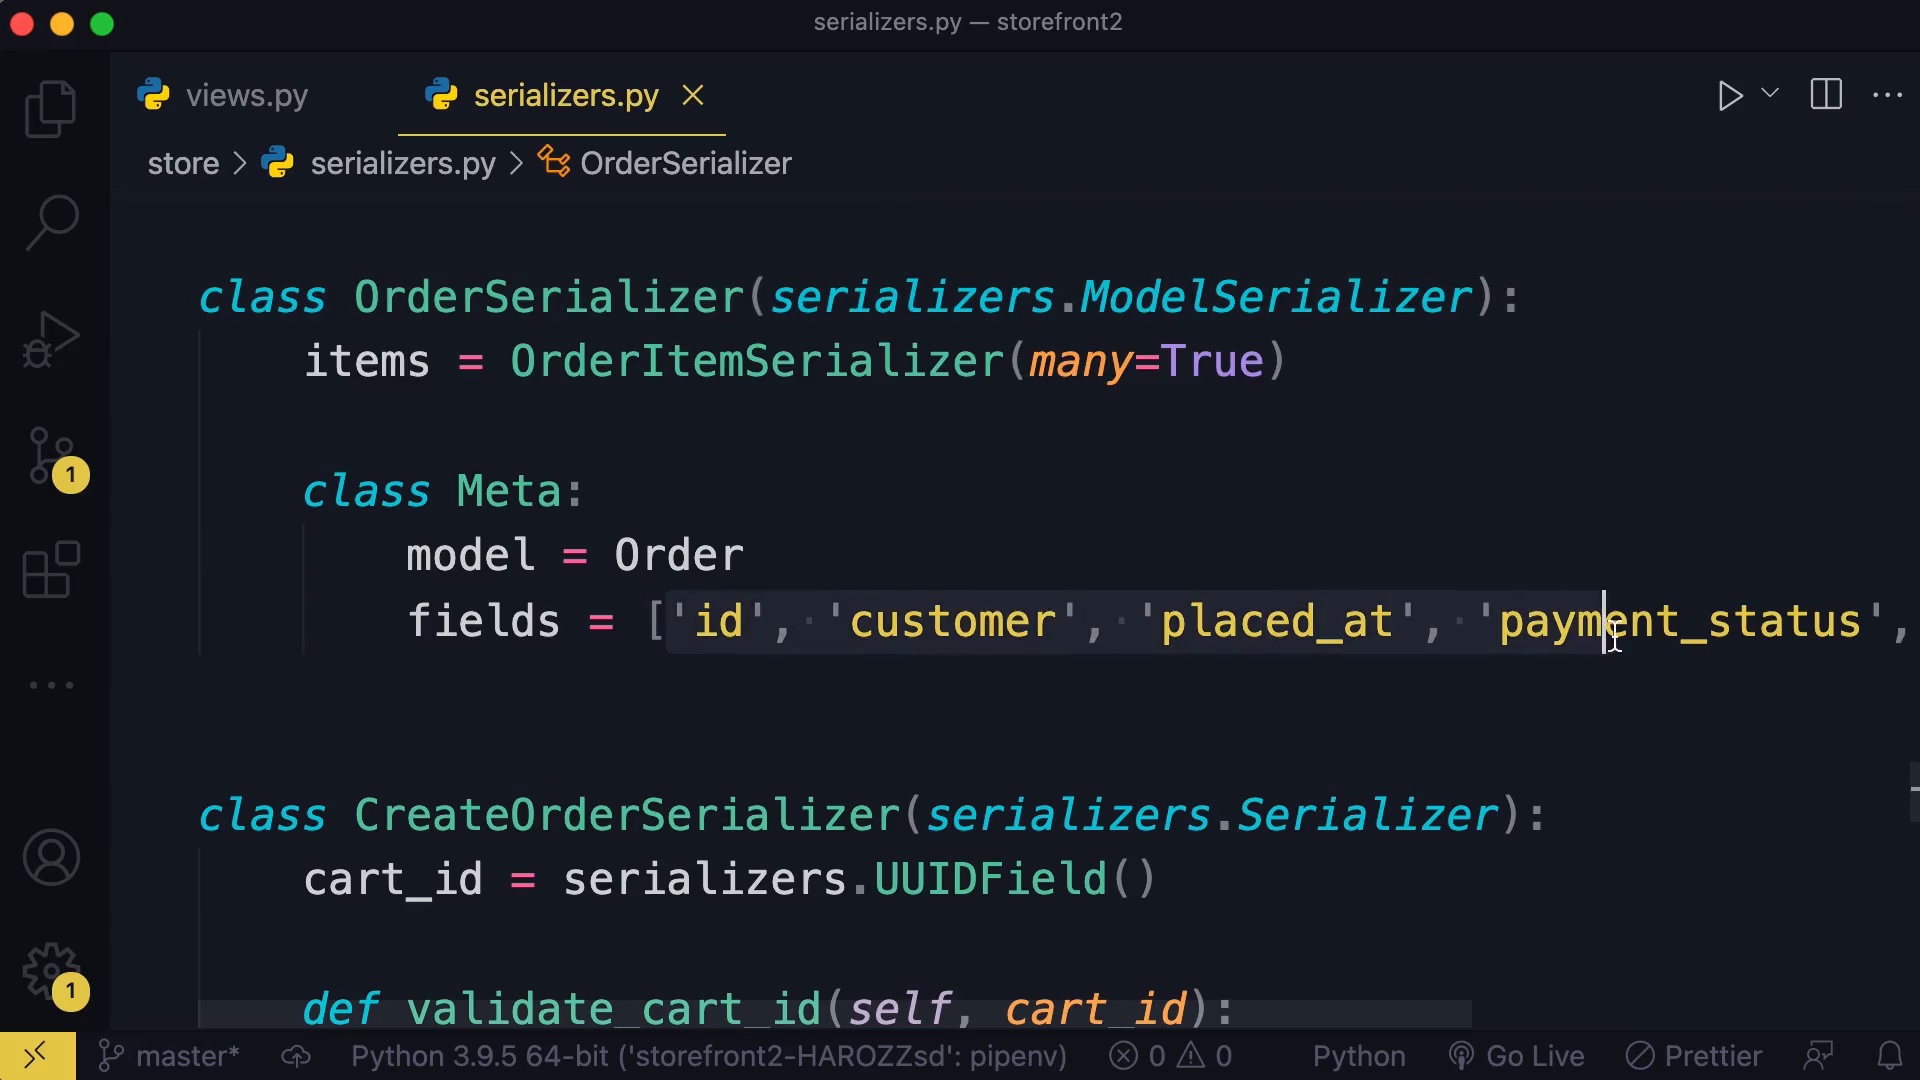 serializers.py — storefront2
views.py
serializers.py
store > serializers.py > OrderSerializer
class OrderSerializer(serializers.ModelSerializer):
items = OrderItemSerializer(many=True)
class Meta:
model = Order
fields = ['id', 'customer', 'placed_at', 'payment_status',
class CreateOrderSerializer(serializers.Serializer):
cart_id = serializers.UUIDField()
def validate_cart_id(self, cart_id):
1
1
master* Python 3.9.5 64-bit ('storefront2-HAROZZsd': pipenv) 0 0 Python Go Live Prettier